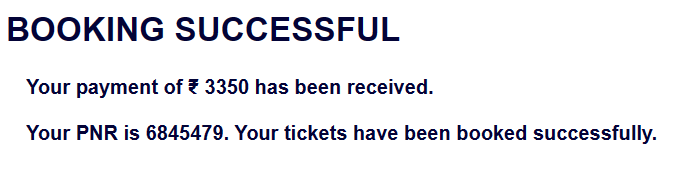 BOOKING SUCCESSFUL
Your payment of ₹ 3350 has been received.
Your PNR is 6845479. Your tickets have been booked successfully.